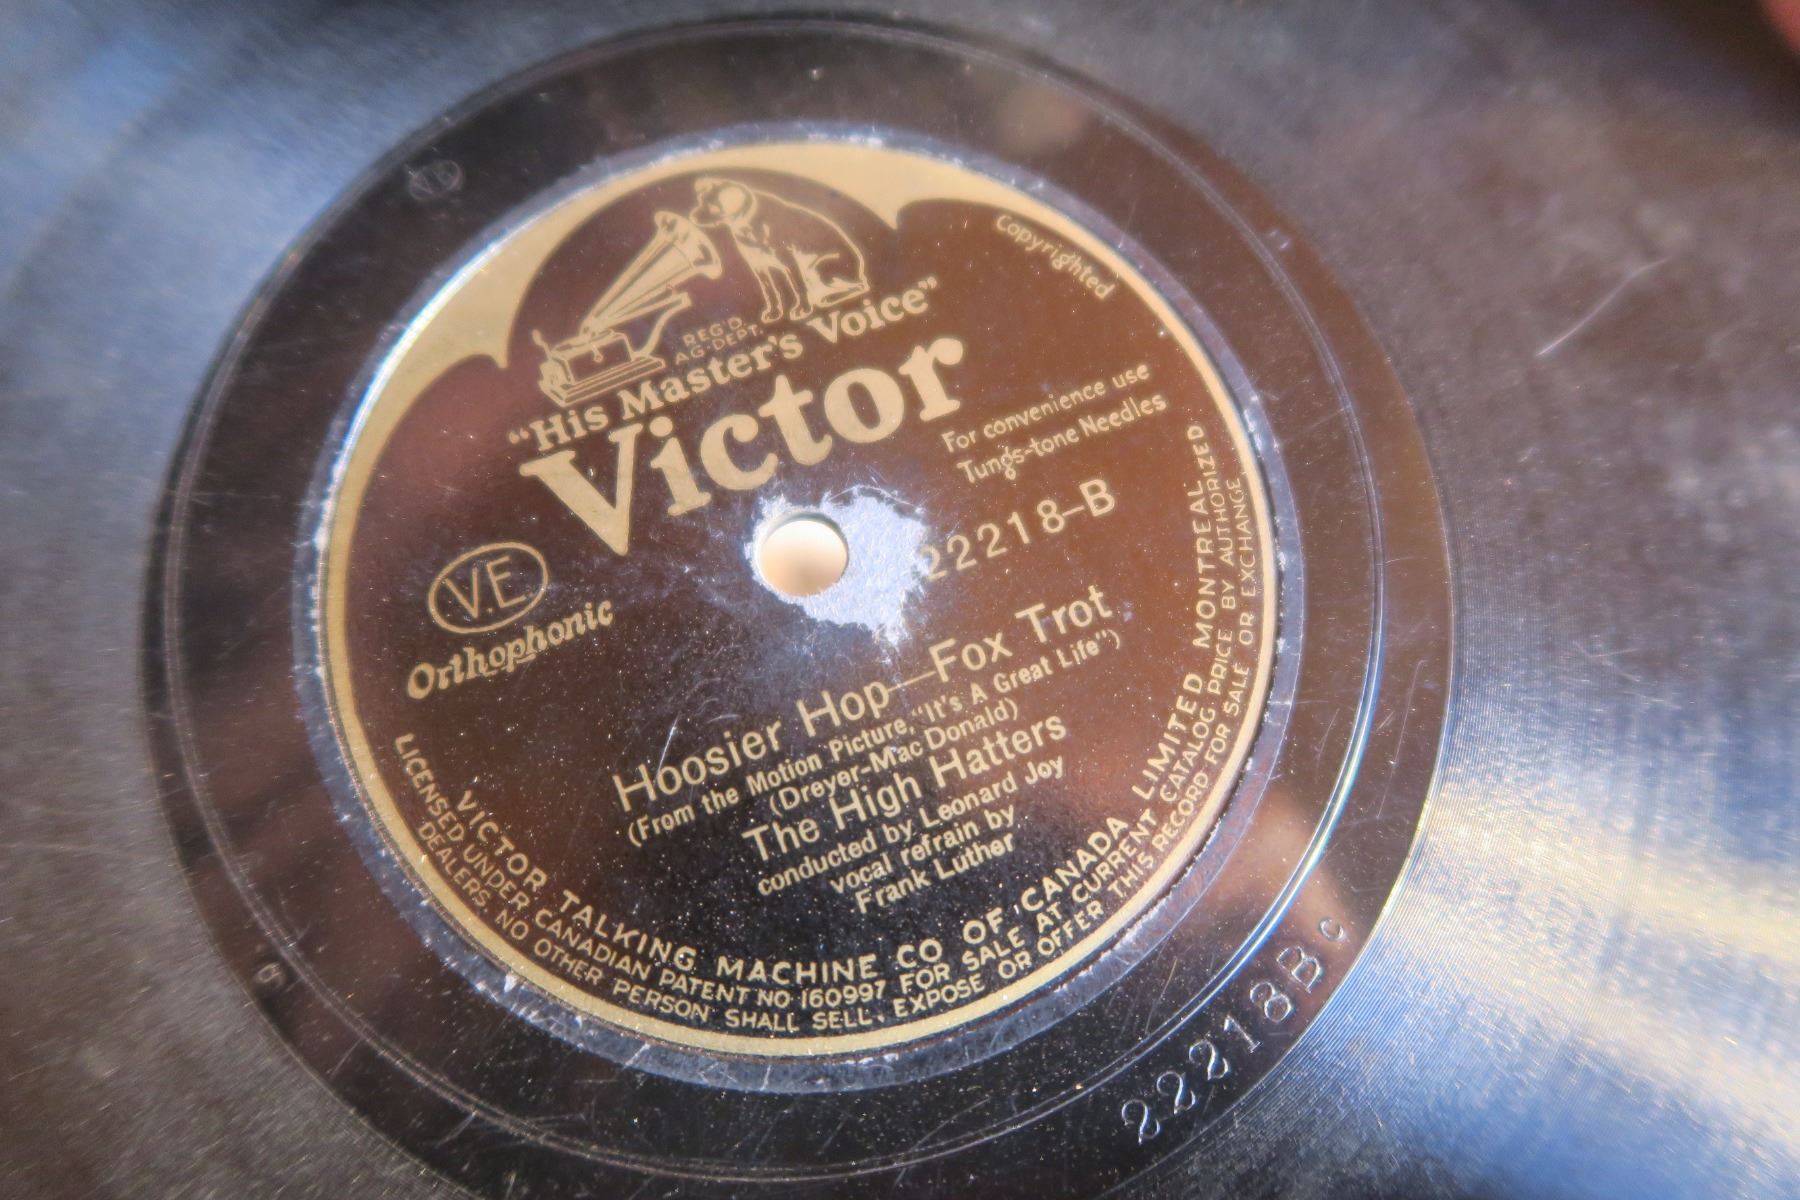 Copyrighted
REG'D.
AG. DEPT.
"His Master's Voice"
Victor
For convenience use
Tungs-tone Needles
22218-B
V.E.
Orthophonic
Hoosier Hop—Fox Trot
(From the Motion Picture, "It's A Great Life")
(Dreyer-MacDonald)
The High Hatters
conducted by Leonard Joy
vocal refrain by
Frank Luther
VICTOR TALKING MACHINE CO OF CANADA LIMITED MONTREAL
LICENSED UNDER CANADIAN PATENT NO 160997 FOR SALE AT CURRENT CATALOG PRICE BY AUTHORIZED
DEALERS NO OTHER PERSON SHALL SELL, EXPOSE OR OFFER THIS RECORD FOR SALE OR EXCHANGE
22218B